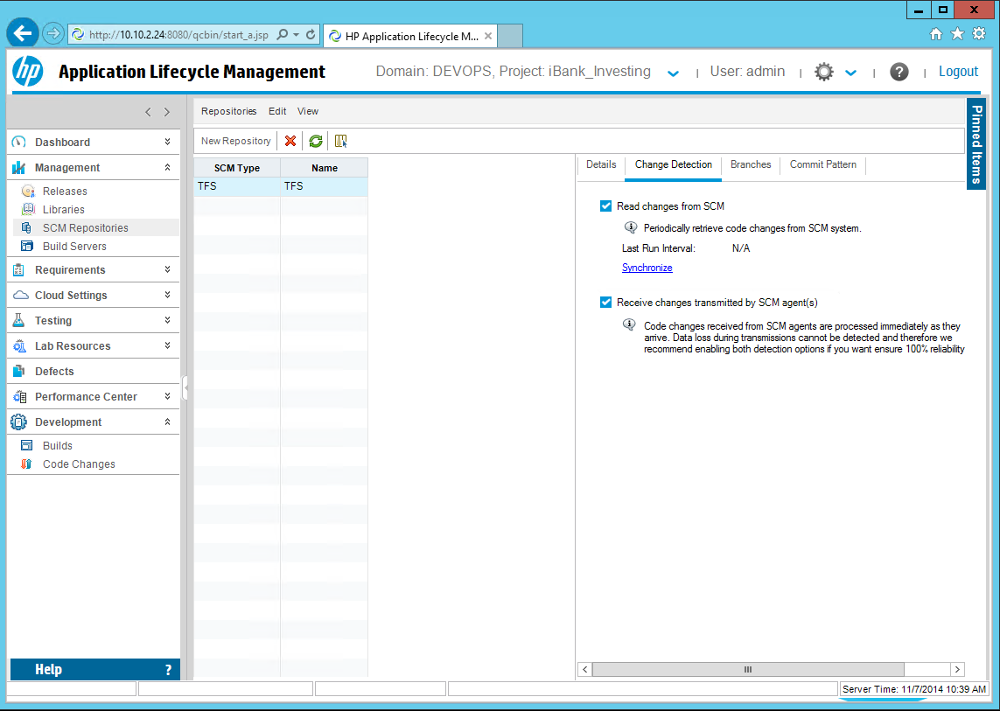 http://10.10.2.24:8080/qcbin/start_a.jsp
HP Application Lifecycle M...
hp
Application Lifecycle Management
Domain: DEVOPS, Project: iBank_Investing
User: admin
?
Logout
Repositories Edit View
New Repository
Pinned Items
Dashboard
Management
Releases
Libraries
SCM Repositories
Build Servers
Requirements
Cloud Settings
Testing
Lab Resources
Defects
Performance Center
Development
Builds
Code Changes
Help ?
SCM Type Name
TFS TFS
Details Change Detection Branches Commit Pattern
Read changes from SCM
Periodically retrieve code changes from SCM system.
Last Run Interval: N/A
Synchronize
Receive changes transmitted by SCM agent(s)
Code changes received from SCM agents are processed immediately as they
arrive. Data loss during transmissions cannot be detected and therefore we
recommend enabling both detection options if you want ensure 100% reliability
Server Time: 11/7/2014 10:39 AM